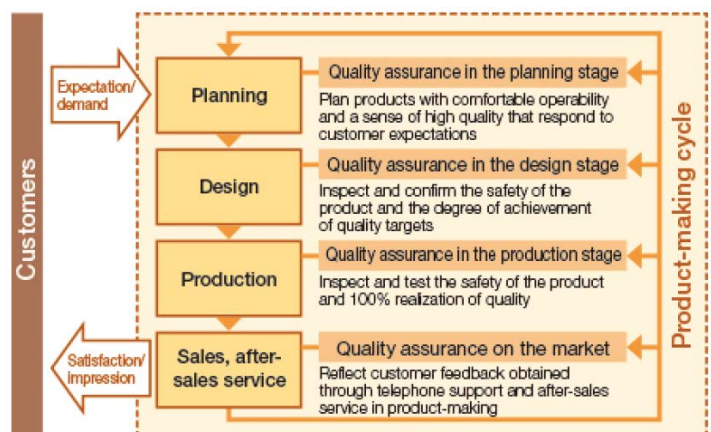 Customers
Expectation/
demand
Planning
Quality assurance in the planning stage
Plan products with comfortable operability
and a sense of high quality that respond to
customer expectations
Design
Quality assurance in the design stage
Inspect and confirm the safety of the
product and the degree of achievement
of quality targets
Production
Quality assurance in the production stage
Inspect and test the safety of the product
and 100% realization of quality
Satisfaction/
impression
Sales, after-
sales service
Quality assurance on the market
Reflect customer feedback obtained
through telephone support and after-sales
service in product-making
Product-making cycle